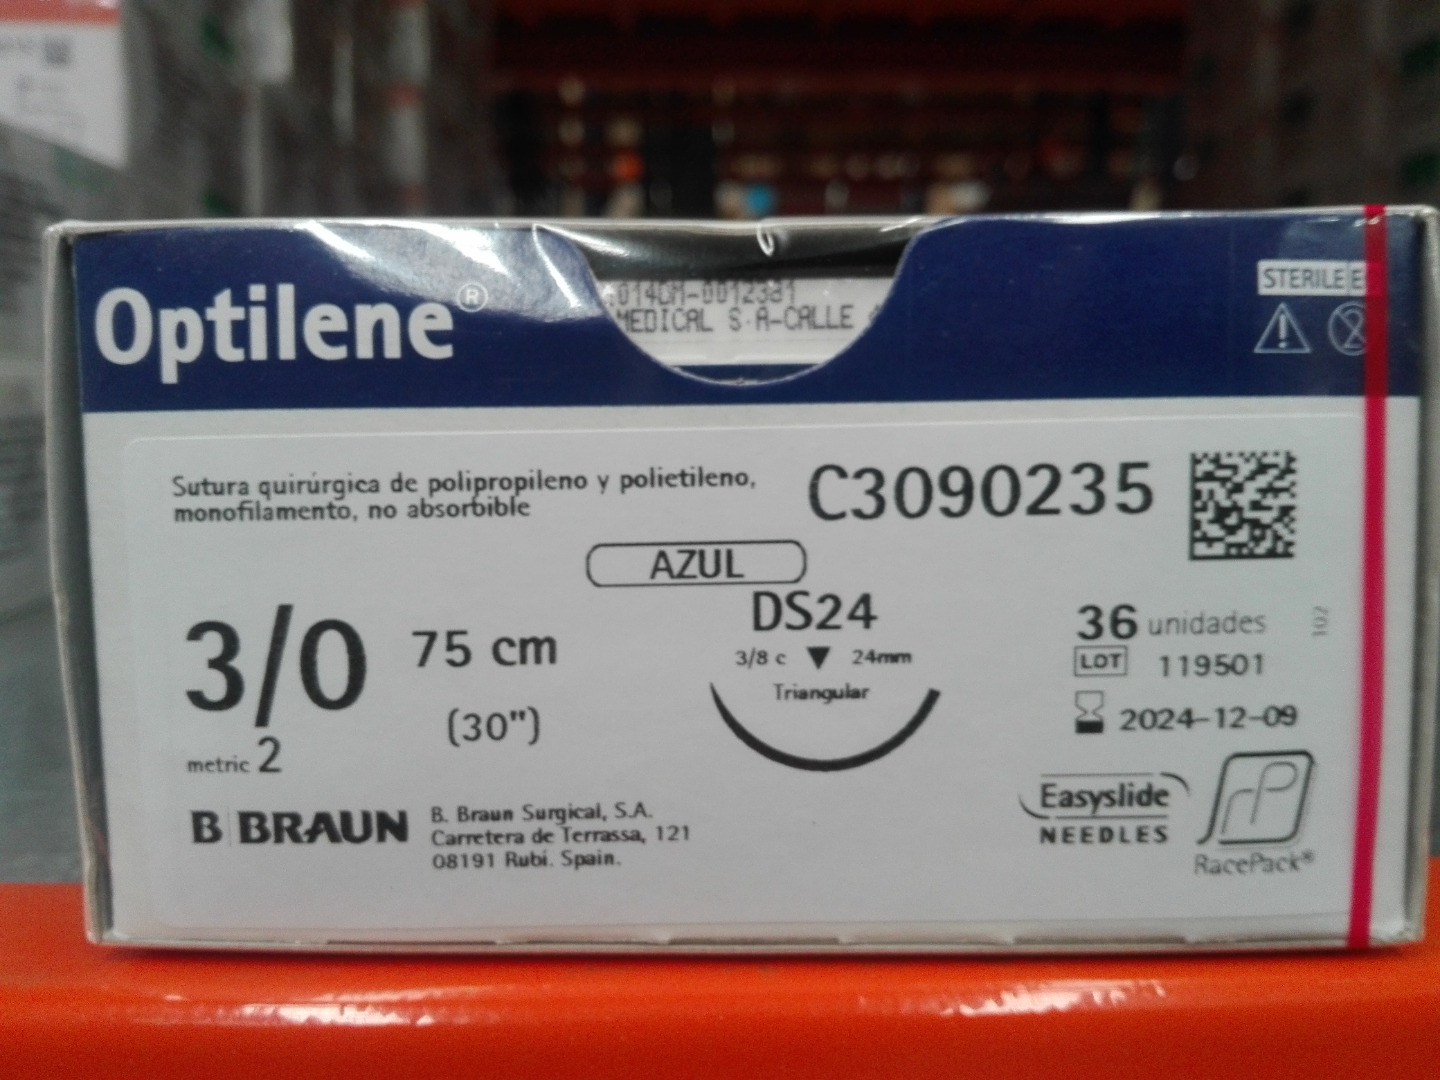 Optilene®
014CM-0012381
MEDICAL S.A-CALLE
STERILE E
Sutura quirúrgica de polipropileno y polietileno,
monofilamento, no absorbible
C3090235
AZUL
3/0
75 cm
(30")
metric 2
DS24
3/8 c 24mm
Triangular
36 unidades
LOT 119501
2024-12-09
102
B|BRAUN
B. Braun Surgical, S.A.
Carretera de Terrassa, 121
08191 Rubí. Spain.
Easyslide
NEEDLES
RacePack®